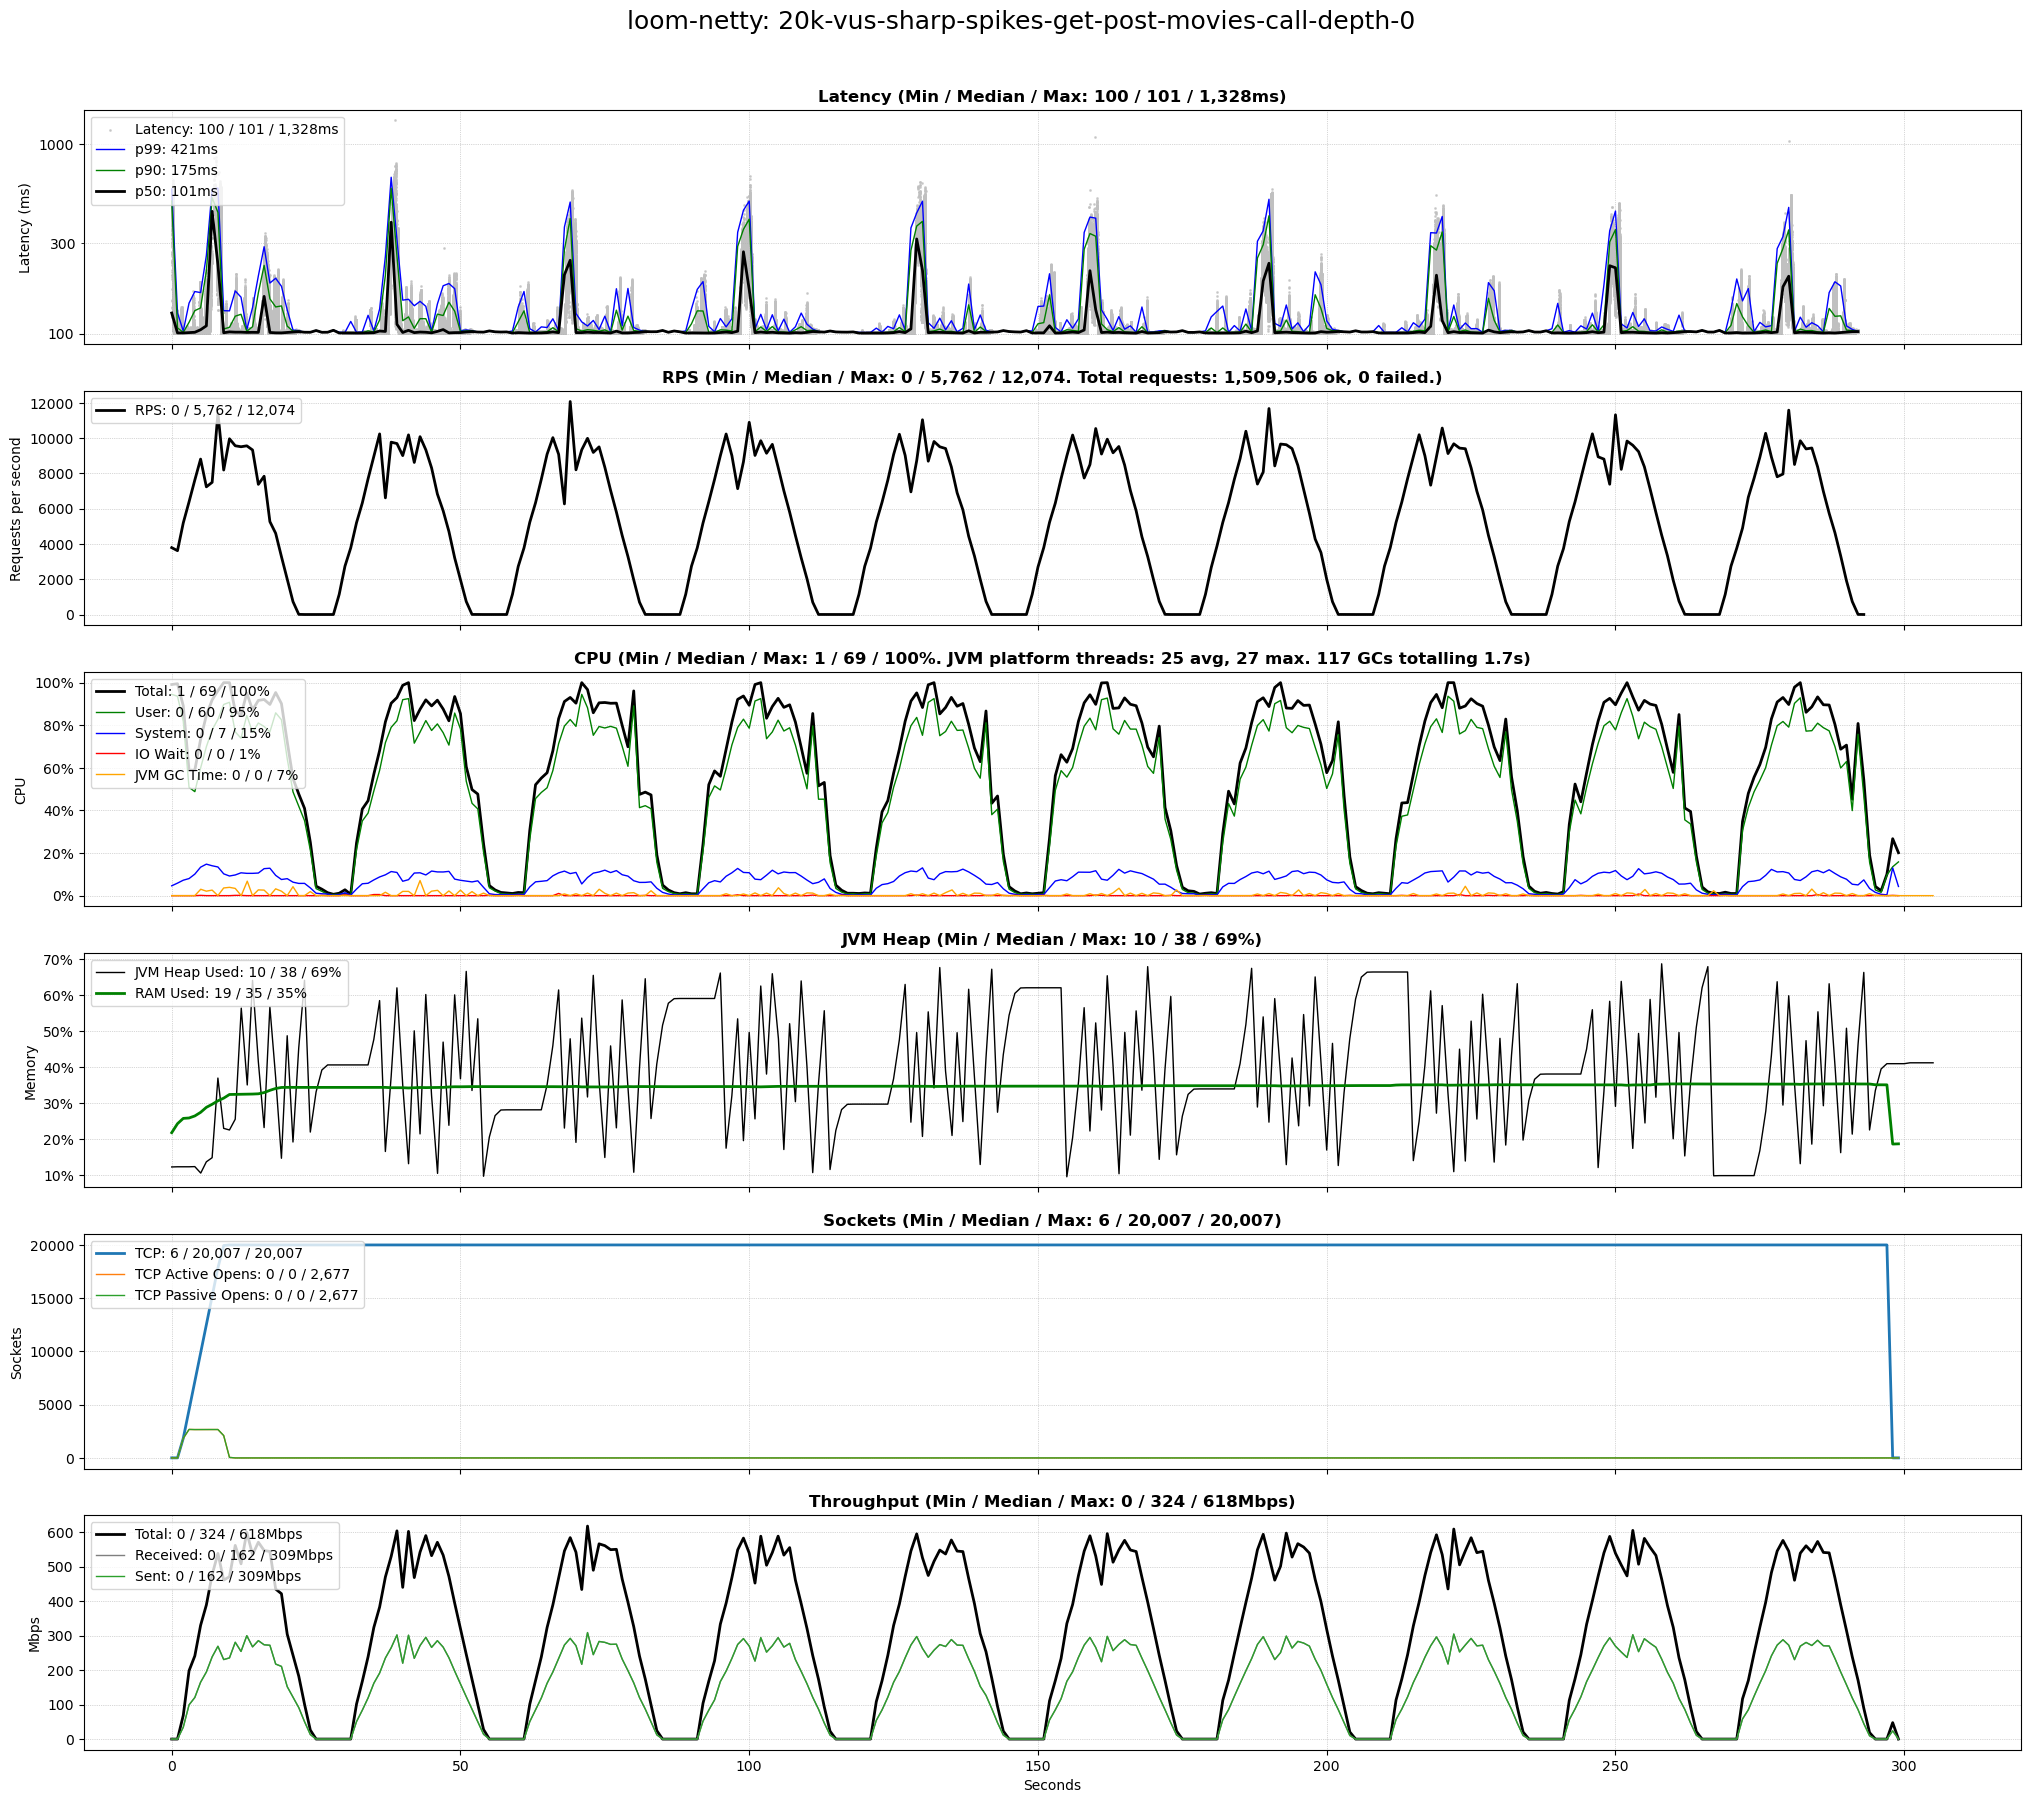 loom-netty: 20k-vus-sharp-spikes-get-post-movies-call-depth-0
Latency (Min / Median / Max: 100 / 101 / 1,328ms)
Latency: 100 / 101 / 1,328ms
p99: 421ms
p90: 175ms
p50: 101ms
1000
300
100
Latency (ms)
RPS (Min / Median / Max: 0 / 5,762 / 12,074. Total requests: 1,509,506 ok, 0 failed.)
RPS: 0 / 5,762 / 12,074
12000
10000
8000
6000
4000
2000
0
Requests per second
CPU (Min / Median / Max: 1 / 69 / 100%. JVM platform threads: 25 avg, 27 max. 117 GCs totalling 1.7s)
Total: 1 / 69 / 100%
User: 0 / 60 / 95%
System: 0 / 7 / 15%
IO Wait: 0 / 0 / 1%
JVM GC Time: 0 / 0 / 7%
100%
80%
60%
40%
20%
0%
CPU
JVM Heap (Min / Median / Max: 10 / 38 / 69%)
JVM Heap Used: 10 / 38 / 69%
RAM Used: 19 / 35 / 35%
70%
60%
50%
40%
30%
20%
10%
Memory
Sockets (Min / Median / Max: 6 / 20,007 / 20,007)
TCP: 6 / 20,007 / 20,007
TCP Active Opens: 0 / 0 / 2,677
TCP Passive Opens: 0 / 0 / 2,677
20000
15000
10000
5000
0
Sockets
Throughput (Min / Median / Max: 0 / 324 / 618Mbps)
Total: 0 / 324 / 618Mbps
Received: 0 / 162 / 309Mbps
Sent: 0 / 162 / 309Mbps
600
500
400
300
200
100
0
Mbps
0 50 100 150 200 250 300
Seconds